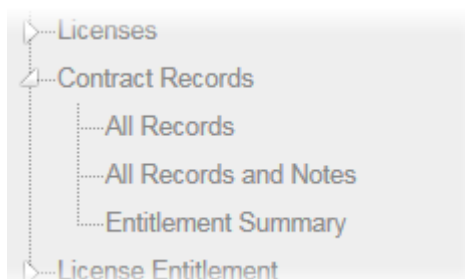 Licenses
Contract Records
All Records
All Records and Notes
Entitlement Summary
License Entitlement